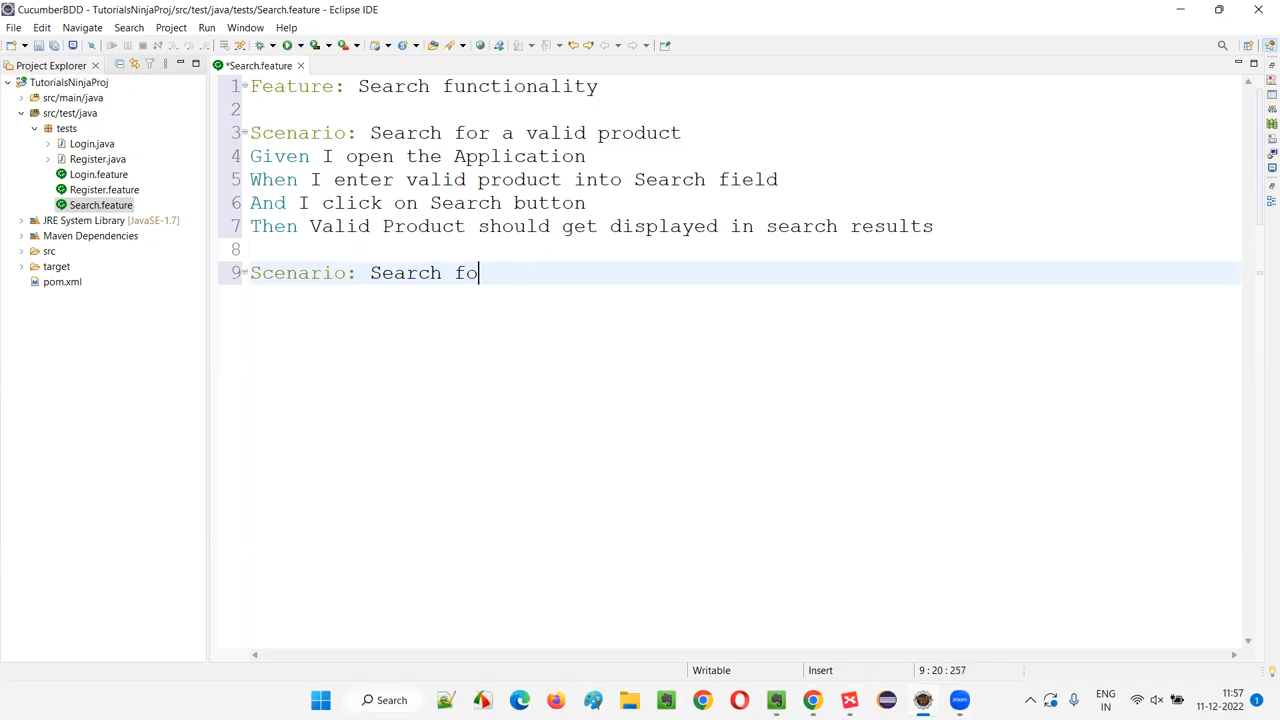 CucumberBDD - TutorialsNinjaProj/src/test/java/tests/Search.feature - Eclipse IDE
File Edit Navigate Search Project Run Window Help
Project Explorer
*Search.feature
TutorialsNinjaProj
src/main/java
src/test/java
tests
Login.java
Register.java
Login.feature
Register.feature
Search.feature
JRE System Library [JavaSE-1.7]
Maven Dependencies
src
target
pom.xml
1 Feature: Search functionality
2
3 Scenario: Search for a valid product
4 Given I open the Application
5 When I enter valid product into Search field
6 And I click on Search button
7 Then Valid Product should get displayed in search results
8
9 Scenario: Search fo
Writable Insert 9 : 20 : 257
Search
ENG
IN
11:57
11-12-2022
1